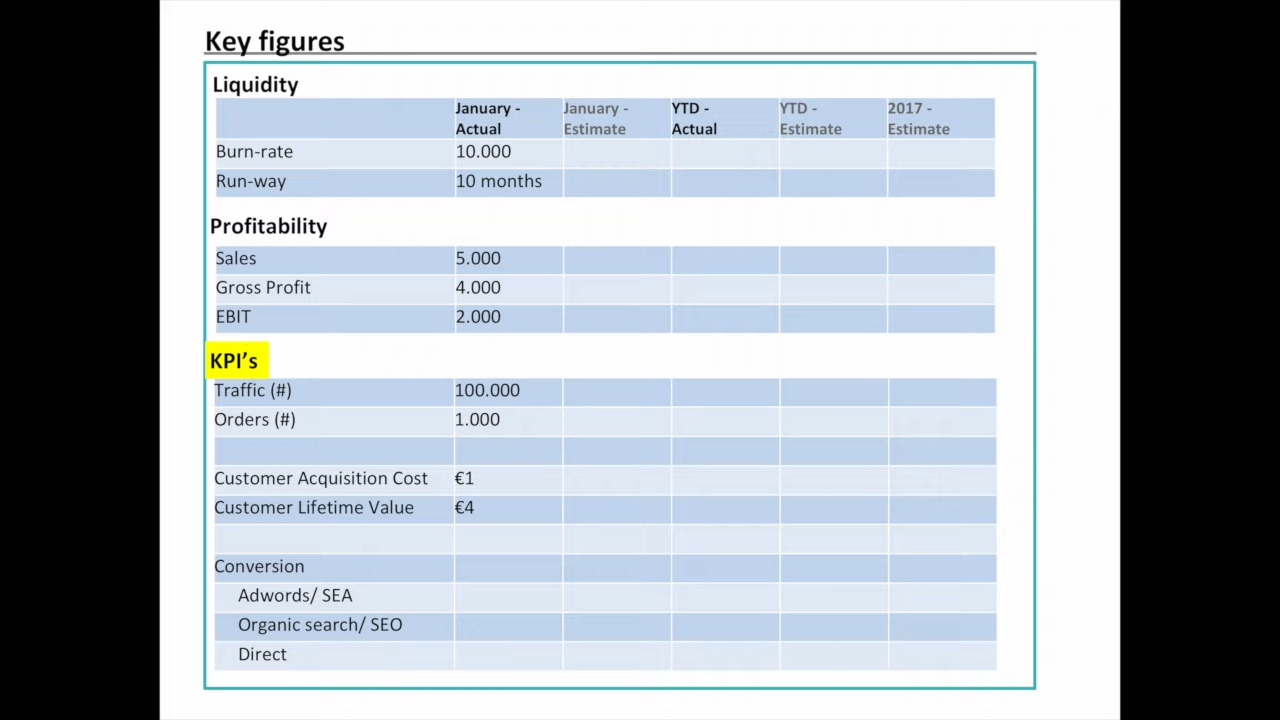 Key figures
Liquidity
January - Actual January - Estimate YTD - Actual YTD - Estimate 2017 - Estimate
Burn-rate 10.000
Run-way 10 months
Profitability
Sales 5.000
Gross Profit 4.000
EBIT 2.000
KPI’s
Traffic (#) 100.000
Orders (#) 1.000
Customer Acquisition Cost €1
Customer Lifetime Value €4
Conversion
Adwords/ SEA
Organic search/ SEO
Direct